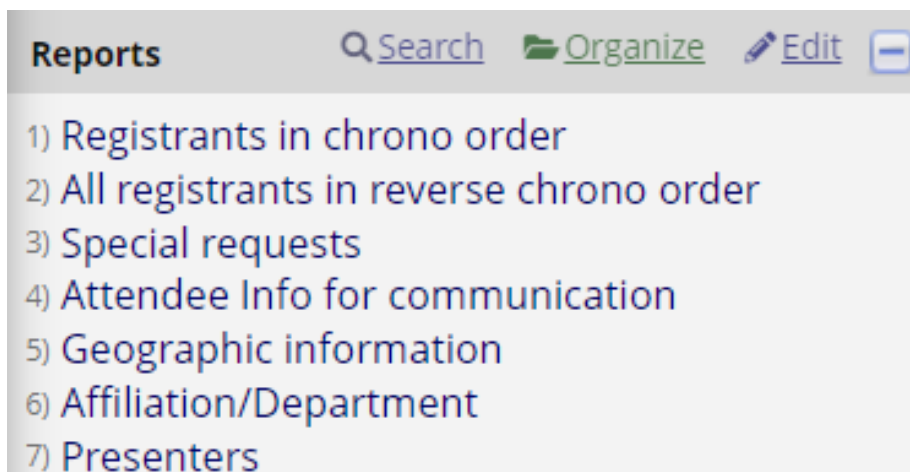 Reports Search Organize Edit
1) Registrants in chrono order
2) All registrants in reverse chrono order
3) Special requests
4) Attendee Info for communication
5) Geographic information
6) Affiliation/Department
7) Presenters